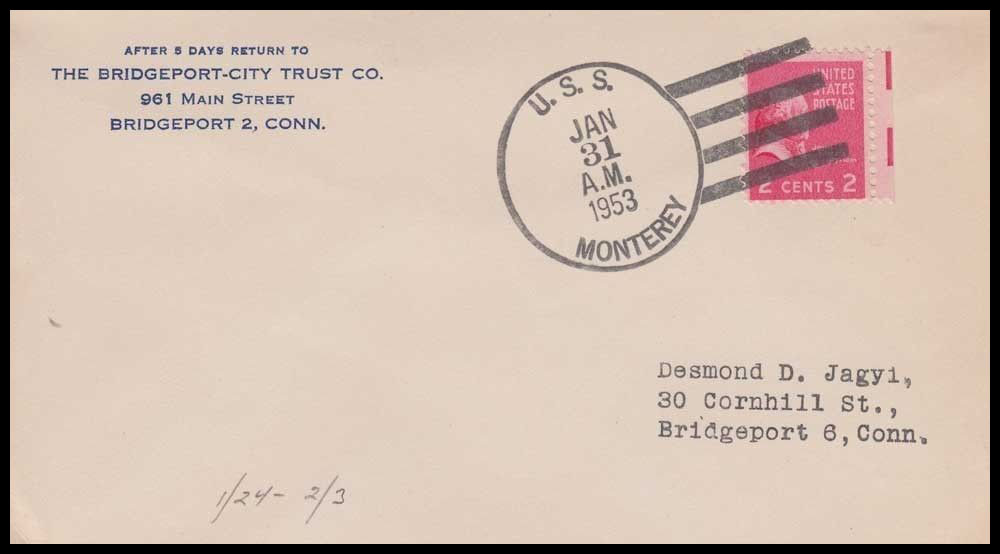 AFTER 5 DAYS RETURN TO
THE BRIDGEPORT-CITY TRUST CO.
961 MAIN STREET
BRIDGEPORT 2, CONN.
U. S. S.
JAN
31
A.M.
1953
MONTEREY
UNITED
STATES
POSTAGE
2 CENTS 2
Desmond D. Jagyi,
30 Cornhill St.,
Bridgeport 6, Conn.
1/24- 2/3